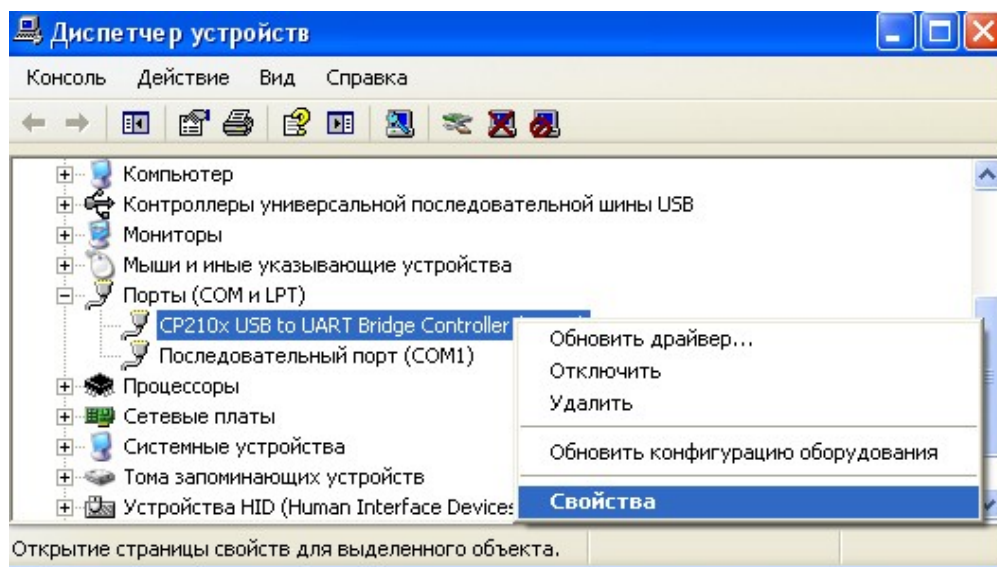 Диспетчер устройств
Консоль Действие Вид Справка
Компьютер
Контроллеры универсальной последовательной шины USB
Мониторы
Мыши и иные указывающие устройства
Порты (COM и LPT)
CP210x USB to UART Bridge Controller
Последовательный порт (COM1)
Процессоры
Сетевые платы
Системные устройства
Тома запоминающих устройств
Устройства HID (Human Interface Devices
Обновить драйвер...
Отключить
Удалить
Обновить конфигурацию оборудования
Свойства
Открытие страницы свойств для выделенного объекта.